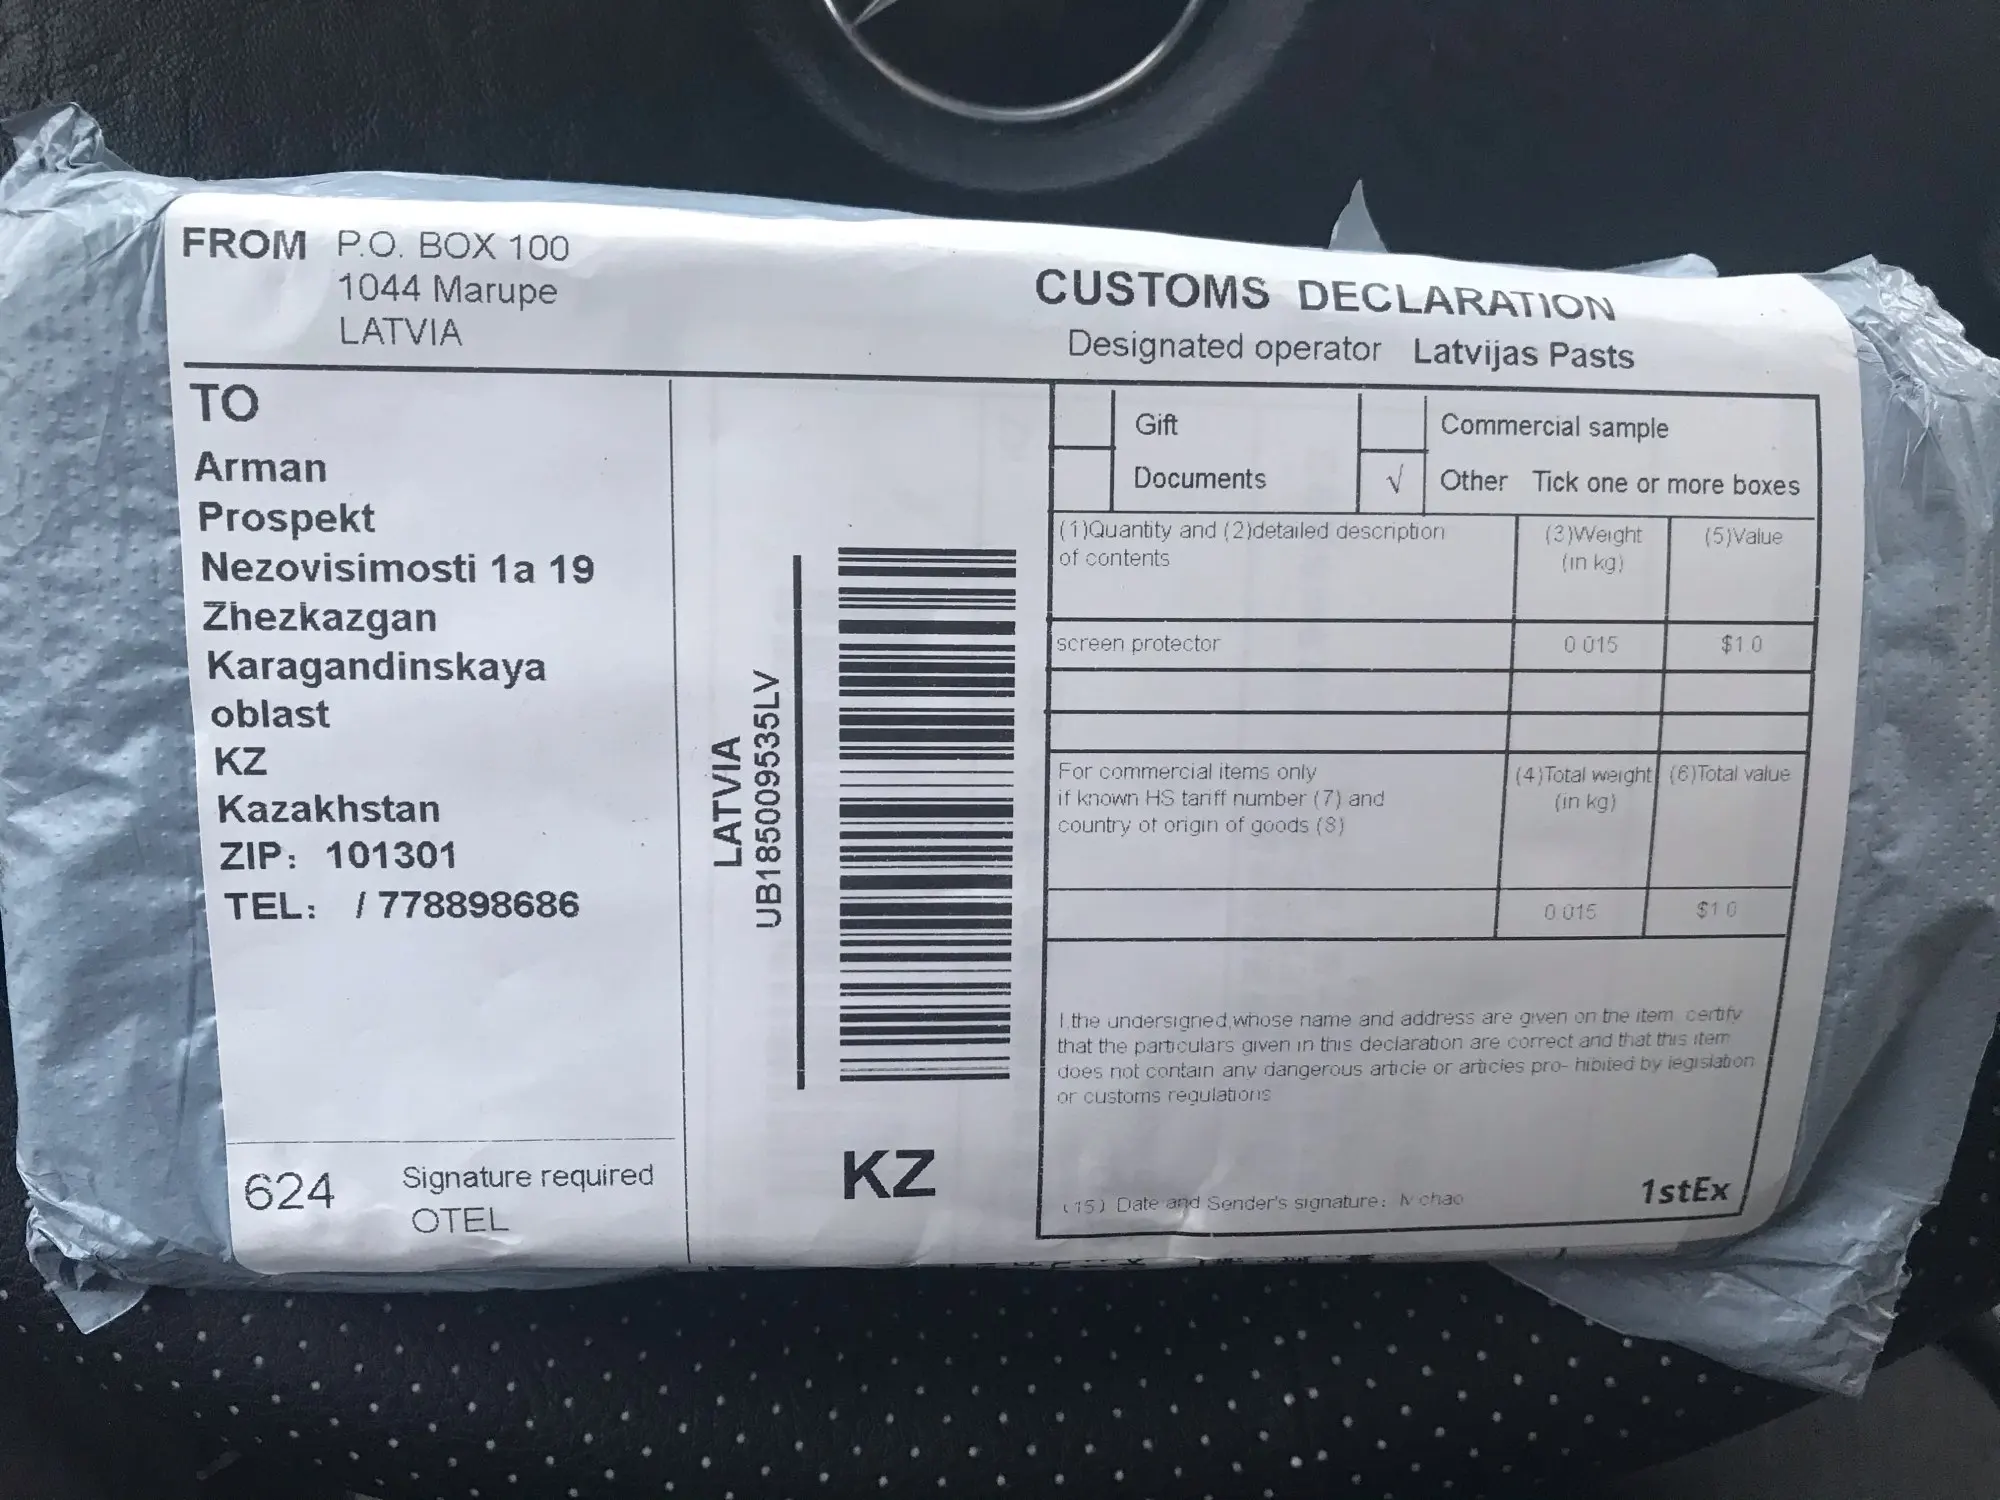 FROM P.O. BOX 100
1044 Marupe
LATVIA
TO
Arman
Prospekt
Nezovisimosti 1a 19
Zhezkazgan
Karagandinskaya
oblast
KZ
Kazakhstan
ZIP: 101301
TEL: / 778898686
624
Signature required
OTEL
LATVIA
UB185009535LV
KZ
CUSTOMS DECLARATION
Designated operator Latvijas Pasts
Gift
Commercial sample
Documents
√ Other Tick one or more boxes
(1)Quantity and (2)detailed description
of contents
(3)Weight
(in kg)
(5)Value
screen protector 0.015 $1.0
For commercial items only
if known HS tariff number (7) and
country of origin of goods (8)
(4)Total weight
(in kg)
(6)Total value
0.015 $1.0
I,the undersigned,whose name and address are given on the item. certify
that the particulars given in this declaration are correct and that this item
does not contain any dangerous article or articles pro- hibited by legislation
or customs regulations
(15) Date and Sender's signature: chao
1stEx